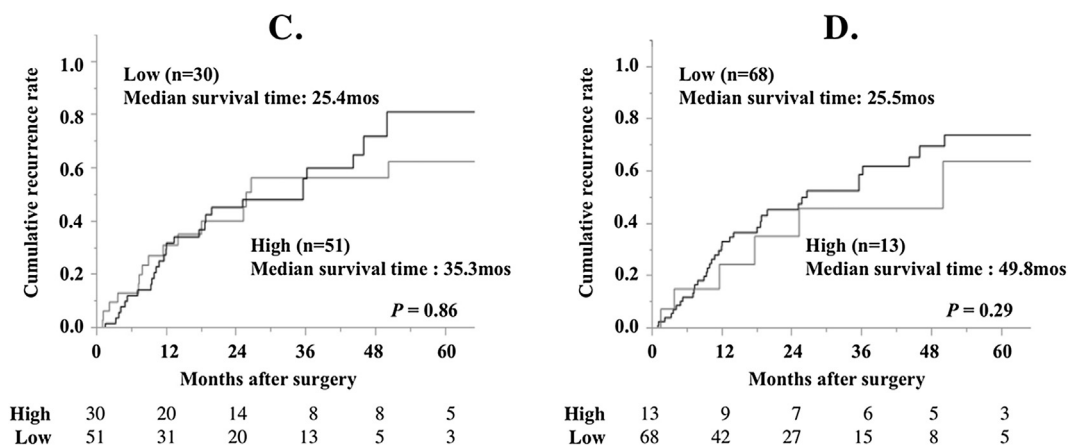 C.
Cumulative recurrence rate
1.0
0.8
0.6
0.4
0.2
0.0
Low (n=30)
Median survival time: 25.4mos
High (n=51)
Median survival time : 35.3mos
P = 0.86
0 12 24 36 48 60
Months after surgery
High 30 20 14 8 8 5
Low 51 31 20 13 5 3
D.
Cumulative recurrence rate
1.0
0.8
0.6
0.4
0.2
0.0
Low (n=68)
Median survival time: 25.5mos
High (n=13)
Median survival time : 49.8mos
P = 0.29
0 12 24 36 48 60
Months after surgery
High 13 9 7 6 5 3
Low 68 42 27 15 8 5